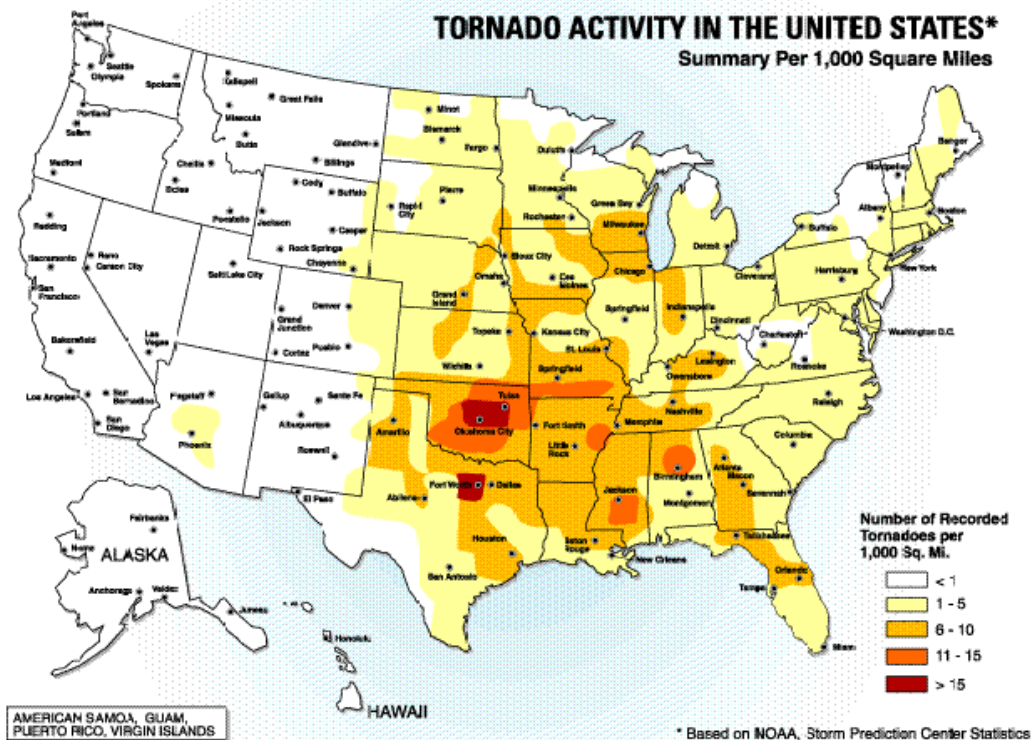 TORNADO ACTIVITY IN THE UNITED STATES*
Summary Per 1,000 Square Miles
Port
Angeles
Seattle
Olympia
Spokane
Portland
Salem
Medford
Kalispell
Great Falls
Missoula
Butte
Glendive
Billings
Challis
Boise
Pocatello
Cody
Buffalo
Jackson
Casper
Rock Springs
Cheyenne
Minot
Bismarck
Fargo
Duluth
Pierre
Rapid
City
Minneapolis
Rochester
Green Bay
Milwaukee
Detroit
Bangor
Montpelier
Albany
Boston
Buffalo
New York
Harrisburg
Cleveland
Washington D.C.
Redding
Sacramento
San
Francisco
Reno
Carson City
Bakersfield
Las
Vegas
Los Angeles
San
Bernadino
San
Diego
Salt Lake City
Grand
Junction
Cortez
Denver
Pueblo
Sioux City
Omaha
Grand
Island
Des
Moines
Chicago
Springfield
Indianapolis
Cincinnati
Charleston
Roanoke
Topeka
Kansas City
St. Louis
Wichita
Springfield
Lexington
Owensboro
Nashville
Raleigh
Flagstaff
Phoenix
Gallup
Santa Fe
Albuquerque
Roswell
El Paso
Amarillo
Tulsa
Oklahoma City
Fort Smith
Little
Rock
Memphis
Columbia
Atlanta
Macon
Savannah
Birmingham
Montgomery
Jackson
Fort Worth
Dallas
Abilene
Houston
San Antonio
Baton
Rouge
New Orleans
Tallahassee
Orlando
Tampa
Miami
Fairbanks
Nome
ALASKA
Anchorage
Valdez
Juneau
Honolulu
HAWAII
Number of Recorded
Tornadoes per
1,000 Sq. Mi.
< 1
1 - 5
6 - 10
11 - 15
> 15
AMERICAN SAMOA, GUAM,
PUERTO RICO, VIRGIN ISLANDS
* Based on NOAA, Storm Prediction Center Statistics